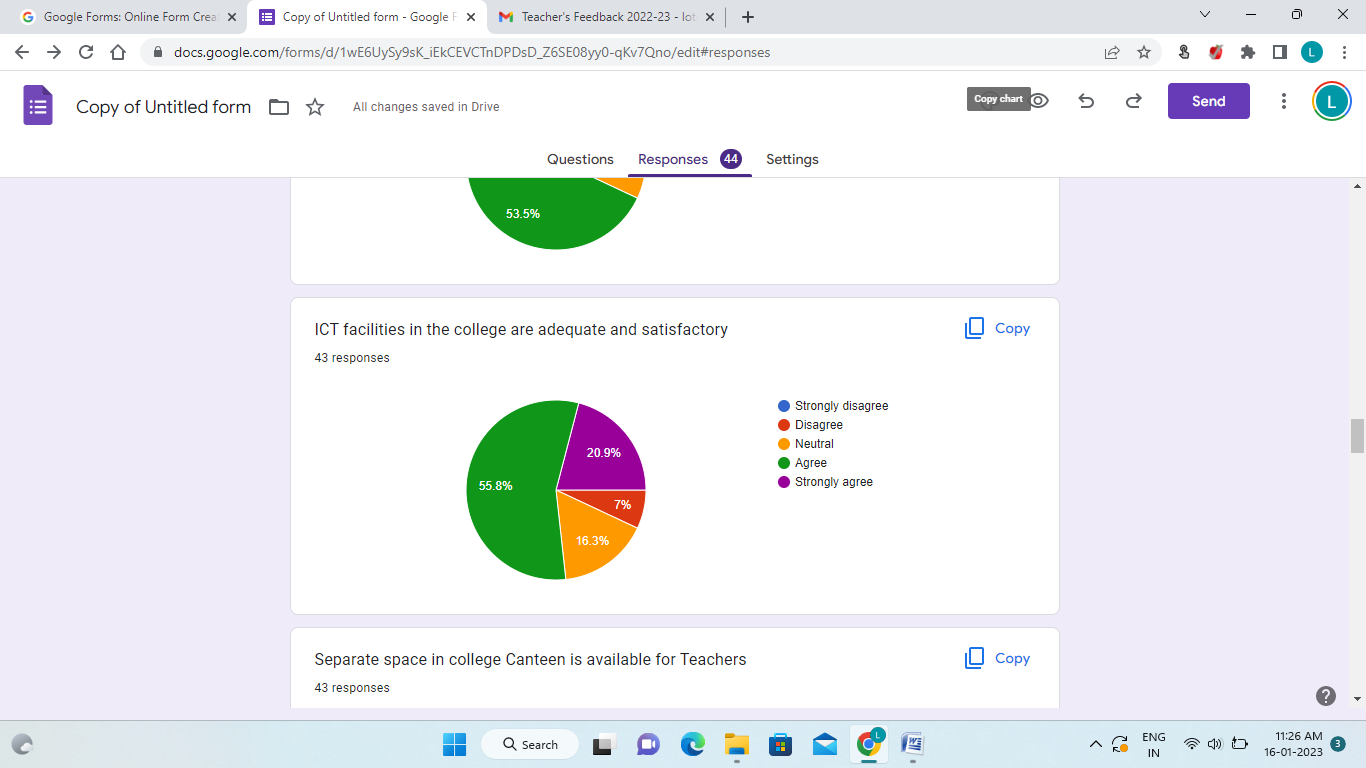 Google Forms: Online Form Crea
Copy of Untitled form - Google F
Teacher's Feedback 2022-23 - Iot
docs.google.com/forms/d/1wE6UySy9sK_iEkCEVCTnDPDsD_Z6SE08yy0-qKv7Qno/edit#responses
L
Copy of Untitled form
All changes saved in Drive
Copy chart
Send
L
Questions
Responses 44
Settings
53.5%
ICT facilities in the college are adequate and satisfactory
Copy
43 responses
Strongly disagree
Disagree
Neutral
Agree
Strongly agree
20.9%
55.8%
7%
16.3%
Separate space in college Canteen is available for Teachers
Copy
43 responses
Search
L
ENG
IN
11:26 AM
16-01-2023
3